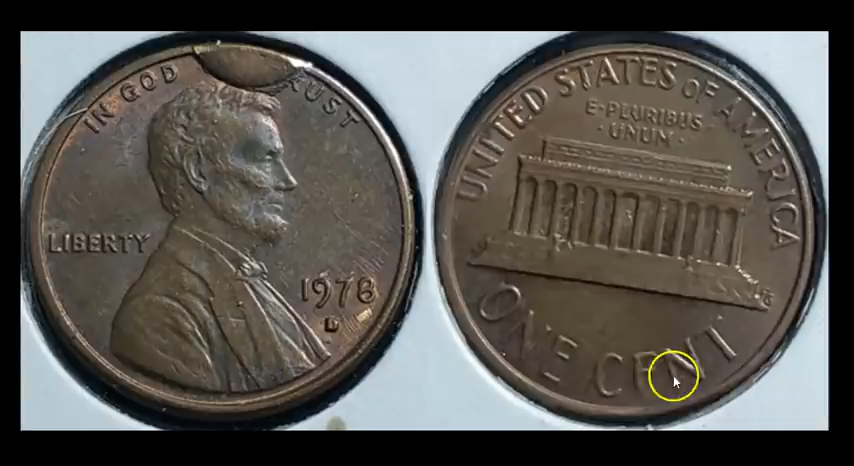 IN GOD RUST
LIBERTY
1978
D
UNITED STATES OF AMERICA
E·PLURIBUS
·UNUM·
ONE CENT